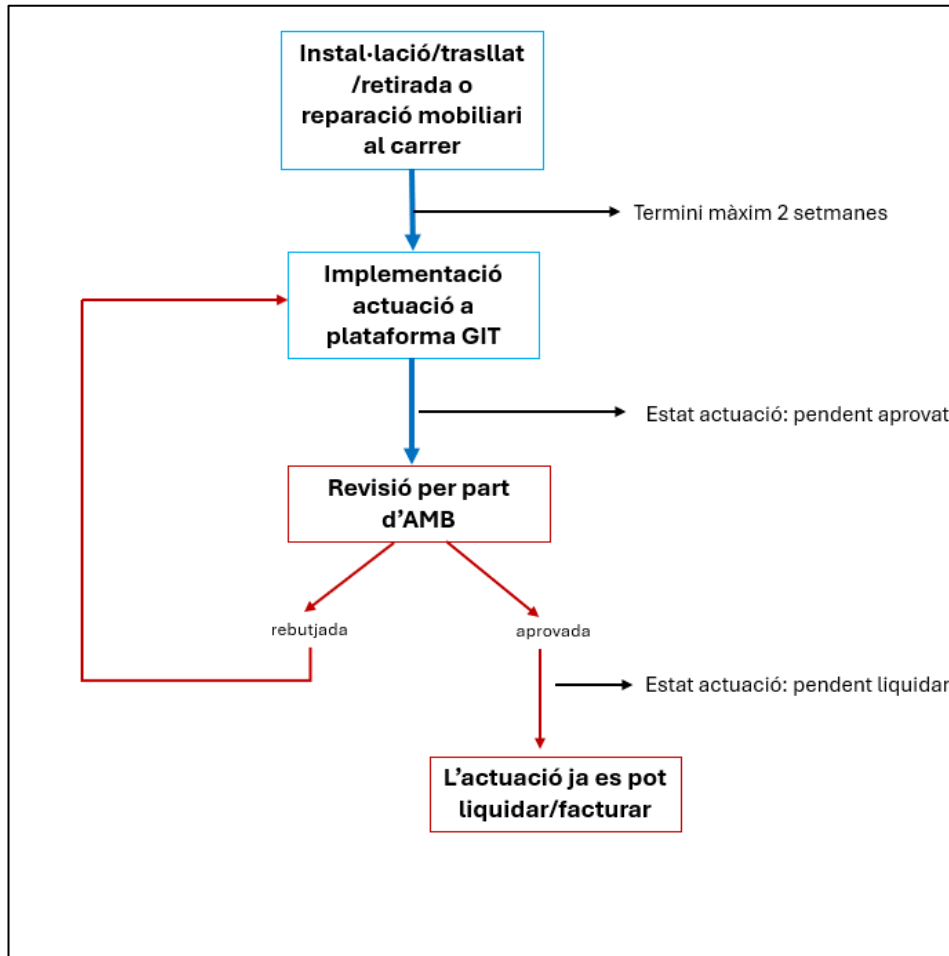 Instal·lació/trasllat
/retirada o
reparació mobiliari
al carrer
Termini màxim 2 setmanes
Implementació
actuació a
plataforma GIT
Estat actuació: pendent aprovat
Revisió per part
d’AMB
rebutjada
aprovada
Estat actuació: pendent liquidar
L’actuació ja es pot
liquidar/facturar